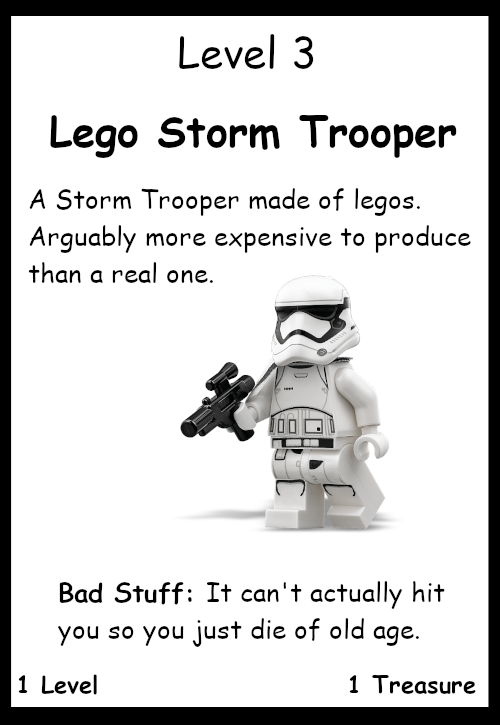 Level 3
Lego Storm Trooper
A Storm Trooper made of legos.
Arguably more expensive to produce
than a real one.
Bad Stuff: It can't actually hit
you so you just die of old age.
1 Level
1 Treasure